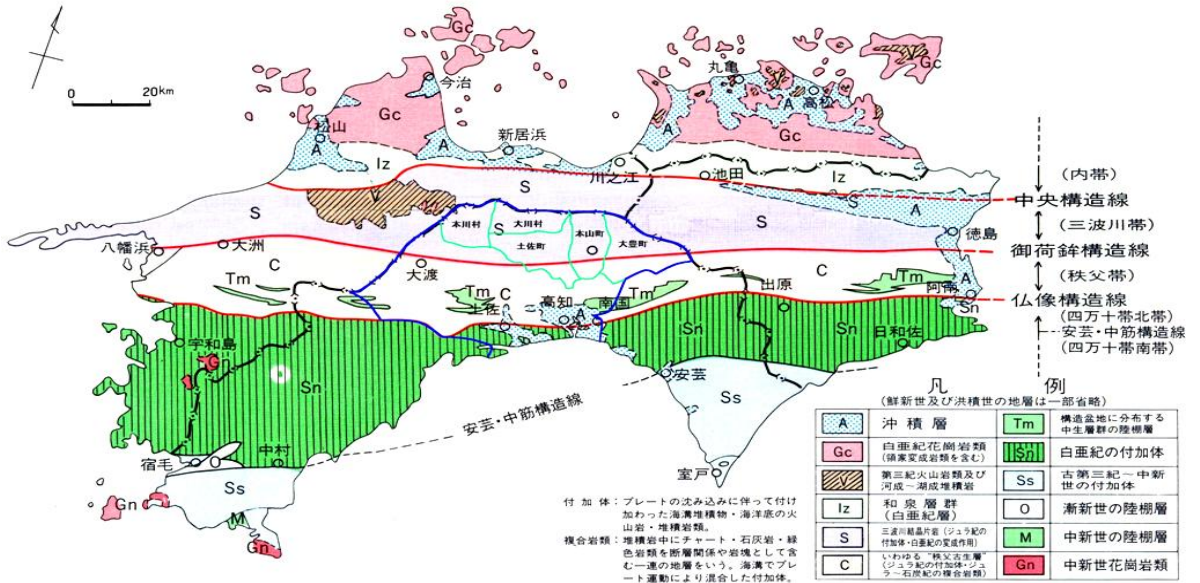 Gc
V
Gc
0 20km
今治
丸亀
V
A
高松
Gc
松山
A
A
新居浜
A
Gc
Iz
川之江
池田
Iz
(内帯)
中央構造線
S
V
S
A
S
S
本川村
S
大川村
本山町
大豊町
土佐町
S
徳島
(三波川帯)
八幡浜
大洲
御荷鉾構造線
C
大渡
C
Tm
Tm
C
高知
A
南国
Tm
出原
Tm
A
(秩父帯)
土佐
仏像構造線
Sn
(四万十帯北帯)
安芸・中筋構造線
(四万十帯南帯)
宇和島
Gn
Sn
Sn
Sn
日和佐
安芸
Ss
安芸・中筋構造線
宿毛
O
中村
室戸
Ss
Gn
M
Gn
付加体:プレートの沈み込みに伴って付け
加わった海溝堆積物・海洋底の火
山岩・堆積岩類。
複合岩類:堆積岩中にチャート・石灰岩・緑
色岩類を断層関係や岩塊として含
む一連の地層をいう。海溝でプレ
ート運動により混合した付加体。
凡例
(鮮新世及び洪積世の地層は一部省略)
A 沖積層
Gc 白亜紀花崗岩類
(領家変成岩類を含む)
V 第三紀火山岩類及び
河成~湖成堆積岩
Iz 和泉層群
(白亜紀層)
S 三波川結晶片岩(ジュラ紀の
付加体・白亜紀の変成作用)
C いわゆる"秩父古生層"
(ジュラ紀の付加体・ジュ
ラ~石炭紀の複合岩類)
Tm 構造盆地に分布する
中生層群の陸棚層
Sn 白亜紀の付加体
Ss 古第三紀~中新
世の付加体
O 漸新世の陸棚層
M 中新世の陸棚層
Gn 中新世花崗岩類